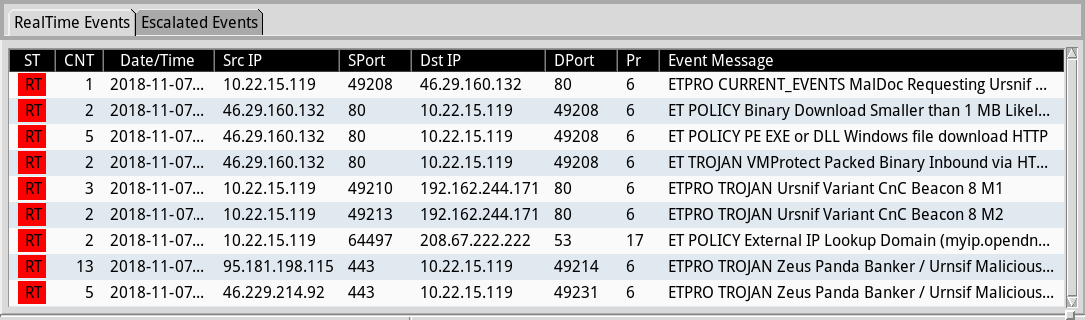 RealTime Events Escalated Events
ST CNT Date/Time Src IP SPort Dst IP DPort Pr Event Message
RT 1 2018-11-07... 10.22.15.119 49208 46.29.160.132 80 6 ETPRO CURRENT_EVENTS MalDoc Requesting Ursnif ...
RT 2 2018-11-07... 46.29.160.132 80 10.22.15.119 49208 6 ET POLICY Binary Download Smaller than 1 MB Likel...
RT 5 2018-11-07... 46.29.160.132 80 10.22.15.119 49208 6 ET POLICY PE EXE or DLL Windows file download HTTP
RT 2 2018-11-07... 46.29.160.132 80 10.22.15.119 49208 6 ET TROJAN VMProtect Packed Binary Inbound via HT...
RT 3 2018-11-07... 10.22.15.119 49210 192.162.244.171 80 6 ETPRO TROJAN Ursnif Variant CnC Beacon 8 M1
RT 2 2018-11-07... 10.22.15.119 49213 192.162.244.171 80 6 ETPRO TROJAN Ursnif Variant CnC Beacon 8 M2
RT 2 2018-11-07... 10.22.15.119 64497 208.67.222.222 53 17 ET POLICY External IP Lookup Domain (myip.opendn...
RT 13 2018-11-07... 95.181.198.115 443 10.22.15.119 49214 6 ETPRO TROJAN Zeus Panda Banker / Urnsif Malicious...
RT 5 2018-11-07... 46.229.214.92 443 10.22.15.119 49231 6 ETPRO TROJAN Zeus Panda Banker / Ursnif Malicious...